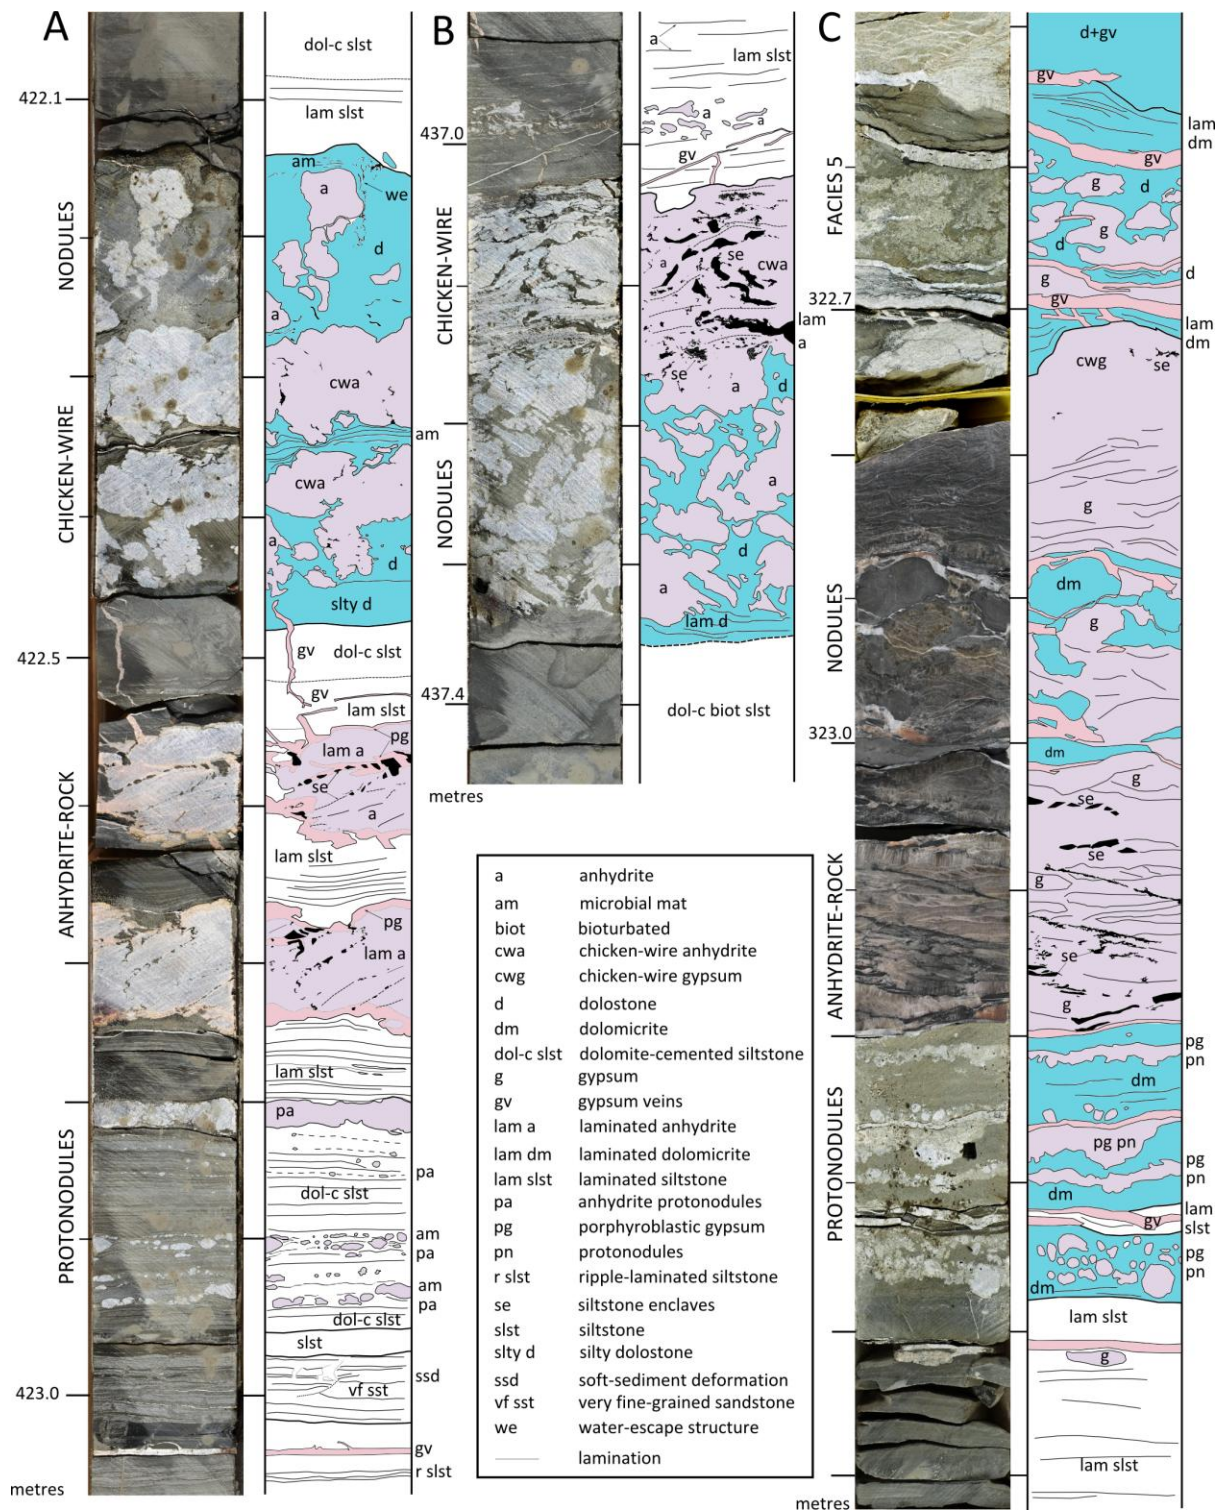 A
422.1
NODULES
CHICKEN-WIRE
422.5
ANHYDRITE-ROCK
PROTONODULES
423.0
metres
dol-c slst
lam slst
am
a
we
d
a
cwa
am
cwa
a
d
slty d
gv
dol-c slst
gv
lam slst
pg
lam a
se
a
lam slst
pg
lam a
lam slst
pa
pa
dol-c slst
am
pa
am
pa
dol-c slst
slst
ssd
vf sst
gv
r slst
B
437.0
CHICKEN-WIRE
NODULES
437.4
metres
a
lam slst
a
a
gv
se
a
cwa
lam
a
se
a
d
a
d
a
lam d
dol-c biot slst
a anhydrite
am microbial mat
biot bioturbated
cwa chicken-wire anhydrite
cwg chicken-wire gypsum
d dolostone
dm dolomicrite
dol-c slst dolomite-cemented siltstone
g gypsum
gv gypsum veins
lam a laminated anhydrite
lam dm laminated dolomicrite
lam slst laminated siltstone
pa anhydrite protonodules
pg porphyroblastic gypsum
pn protonodules
r slst ripple-laminated siltstone
se siltstone enclaves
slst siltstone
slty d silty dolostone
ssd soft-sediment deformation
vf sst very fine-grained sandstone
we water-escape structure
lamination
C
FACIES 5
322.7
NODULES
323.0
ANHYDRITE-ROCK
PROTONODULES
metres
d+gv
gv
lam
dm
gv
g
d
g
d
d
g
gv
lam
dm
cwg
se
g
dm
g
dm
g
se
se
g
se
g
pg
pn
dm
pg pn
pg
pn
dm
lam
slst
gv
pg
pn
dm
lam slst
g
lam slst